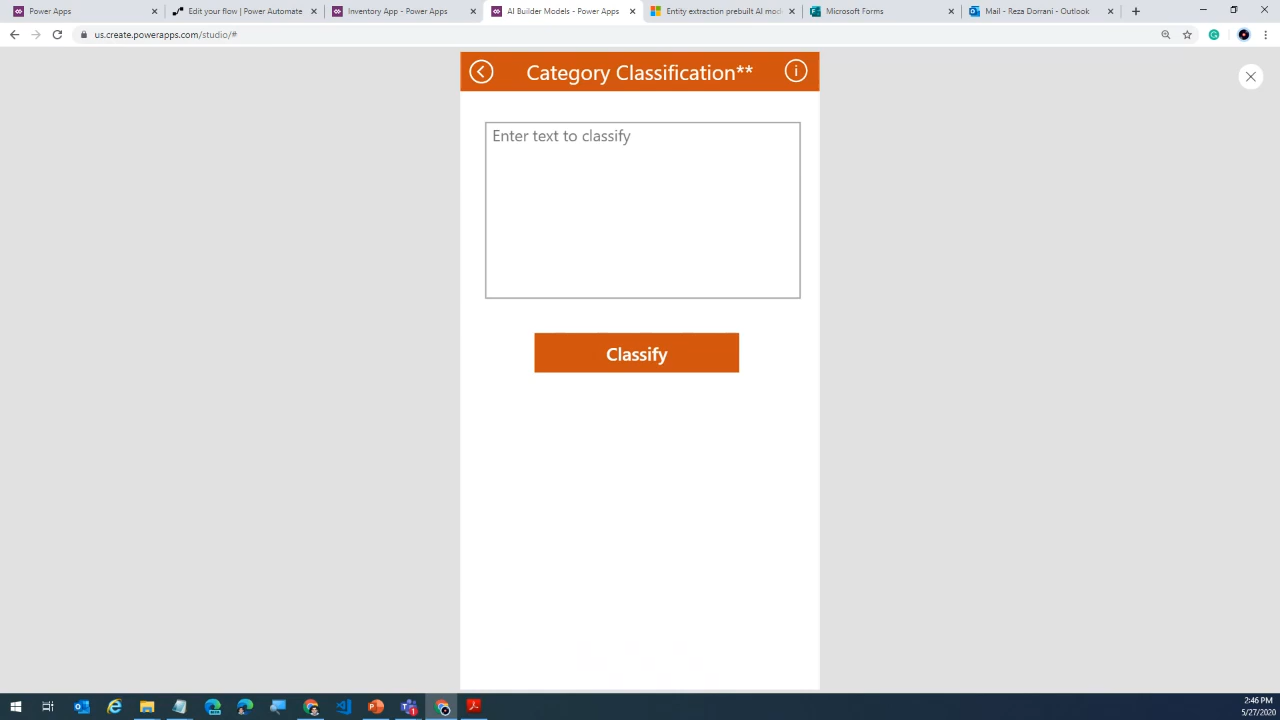 Power Apps
Edit your flow | Power Automate
Inventory App - Power Apps
AI Builder Models - Power Apps
Entity extraction prebuilt AI mod
Microsoft Forms
Mail - Reza Dorrani - Outlook
us.create.powerapps.com/studio/#
Category Classification**
Enter text to classify
Classify
2:46 PM
5/27/2020